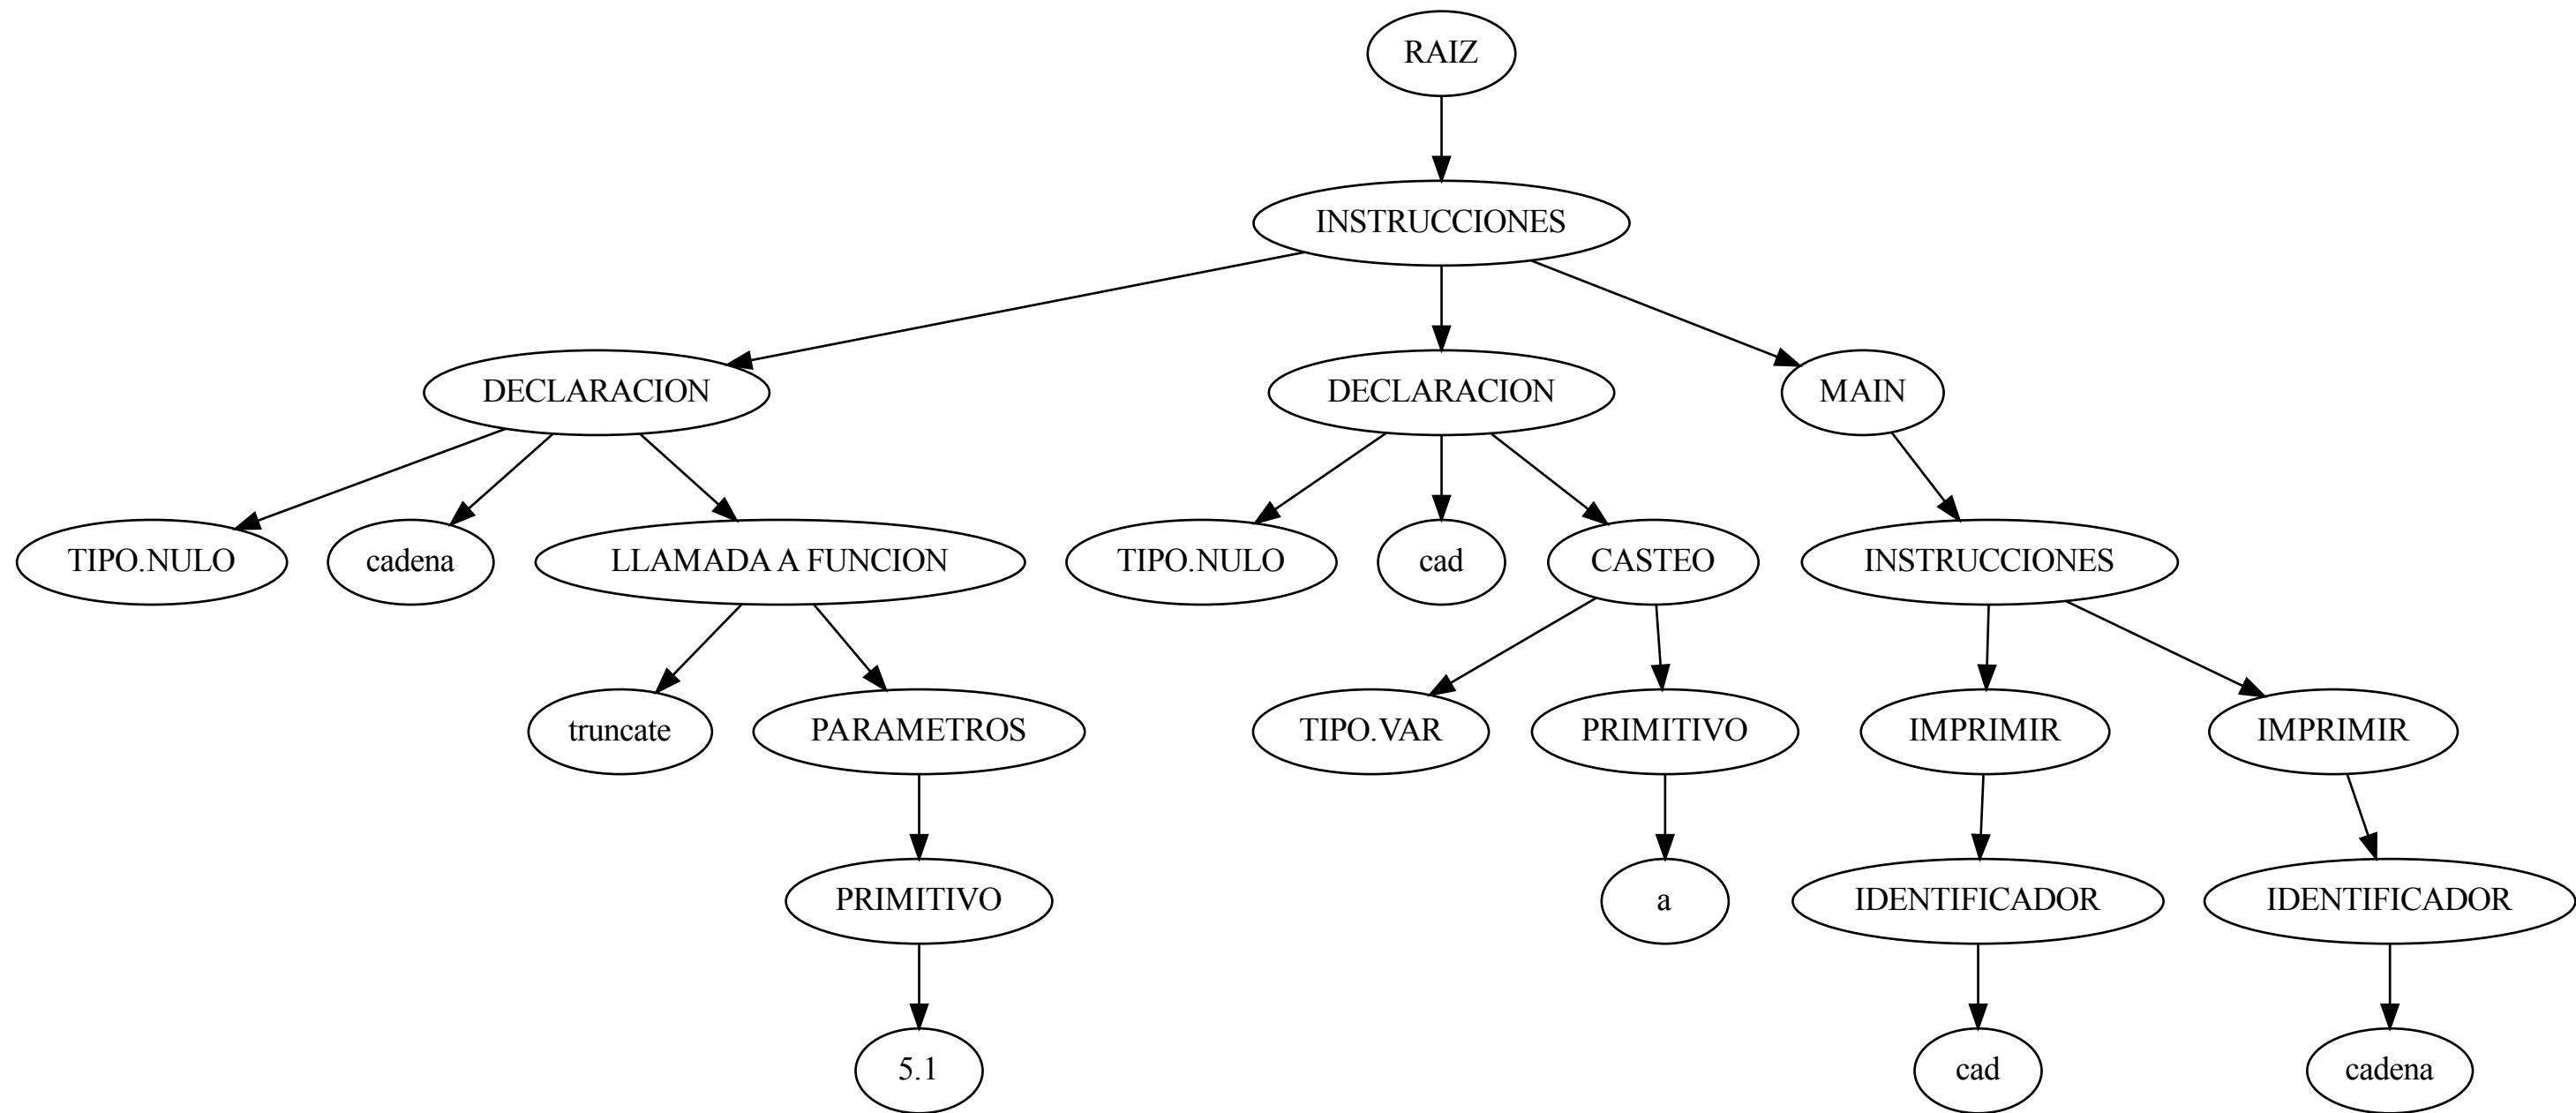 RAIZ
INSTRUCCIONES
DECLARACION
DECLARACION
MAIN
TIPO.NULO
cadena
LLAMADA A FUNCION
TIPO.NULO
cad
CASTEO
INSTRUCCIONES
truncate
PARAMETROS
TIPO.VAR
PRIMITIVO
IMPRIMIR
IMPRIMIR
PRIMITIVO
a
IDENTIFICADOR
IDENTIFICADOR
5.1
cad
cadena